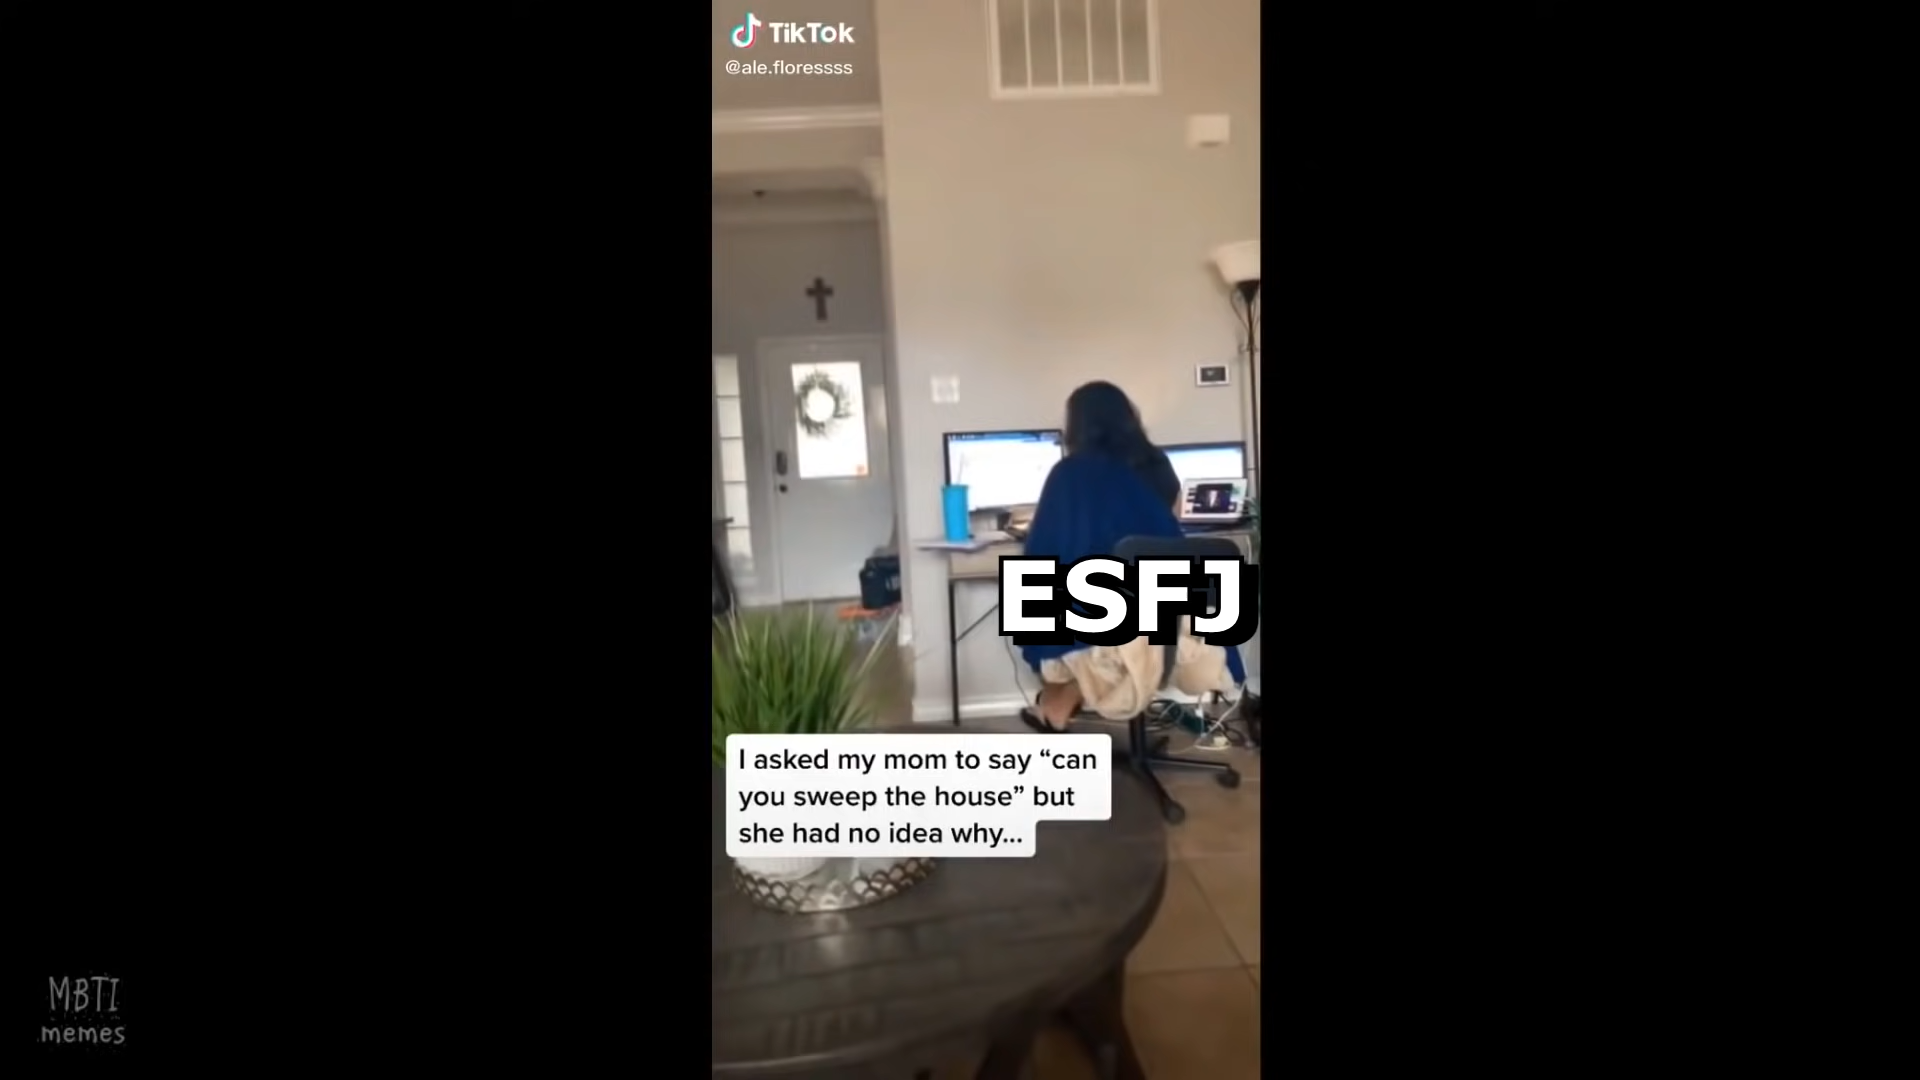 TikTok
@ale.floressss
ESFJ
I asked my mom to say “can
you sweep the house” but
she had no idea why...
MBTI
memes